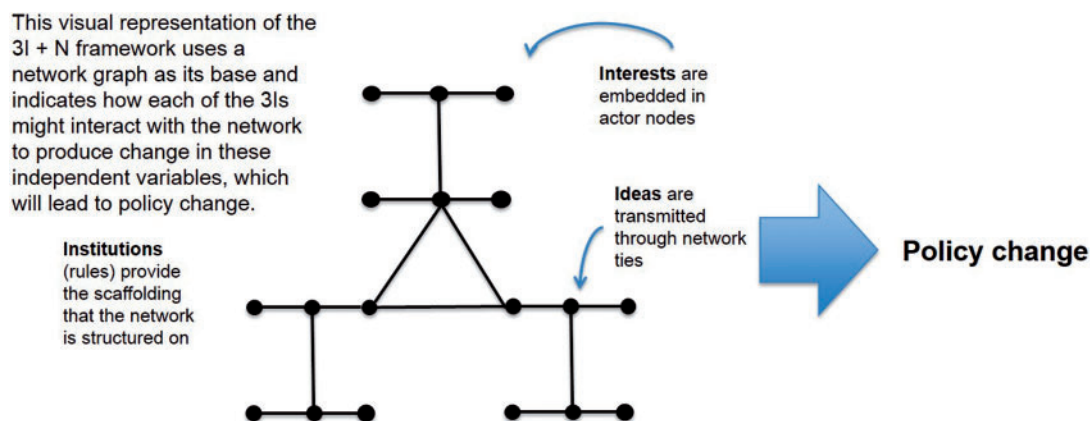 This visual representation of the
3I + N framework uses a
network graph as its base and
indicates how each of the 3Is
might interact with the network
to produce change in these
independent variables, which
will lead to policy change.
Interests are
embedded in
actor nodes
Ideas are
transmitted
through network
ties
Institutions
(rules) provide
the scaffolding
that the network
is structured on
Policy change